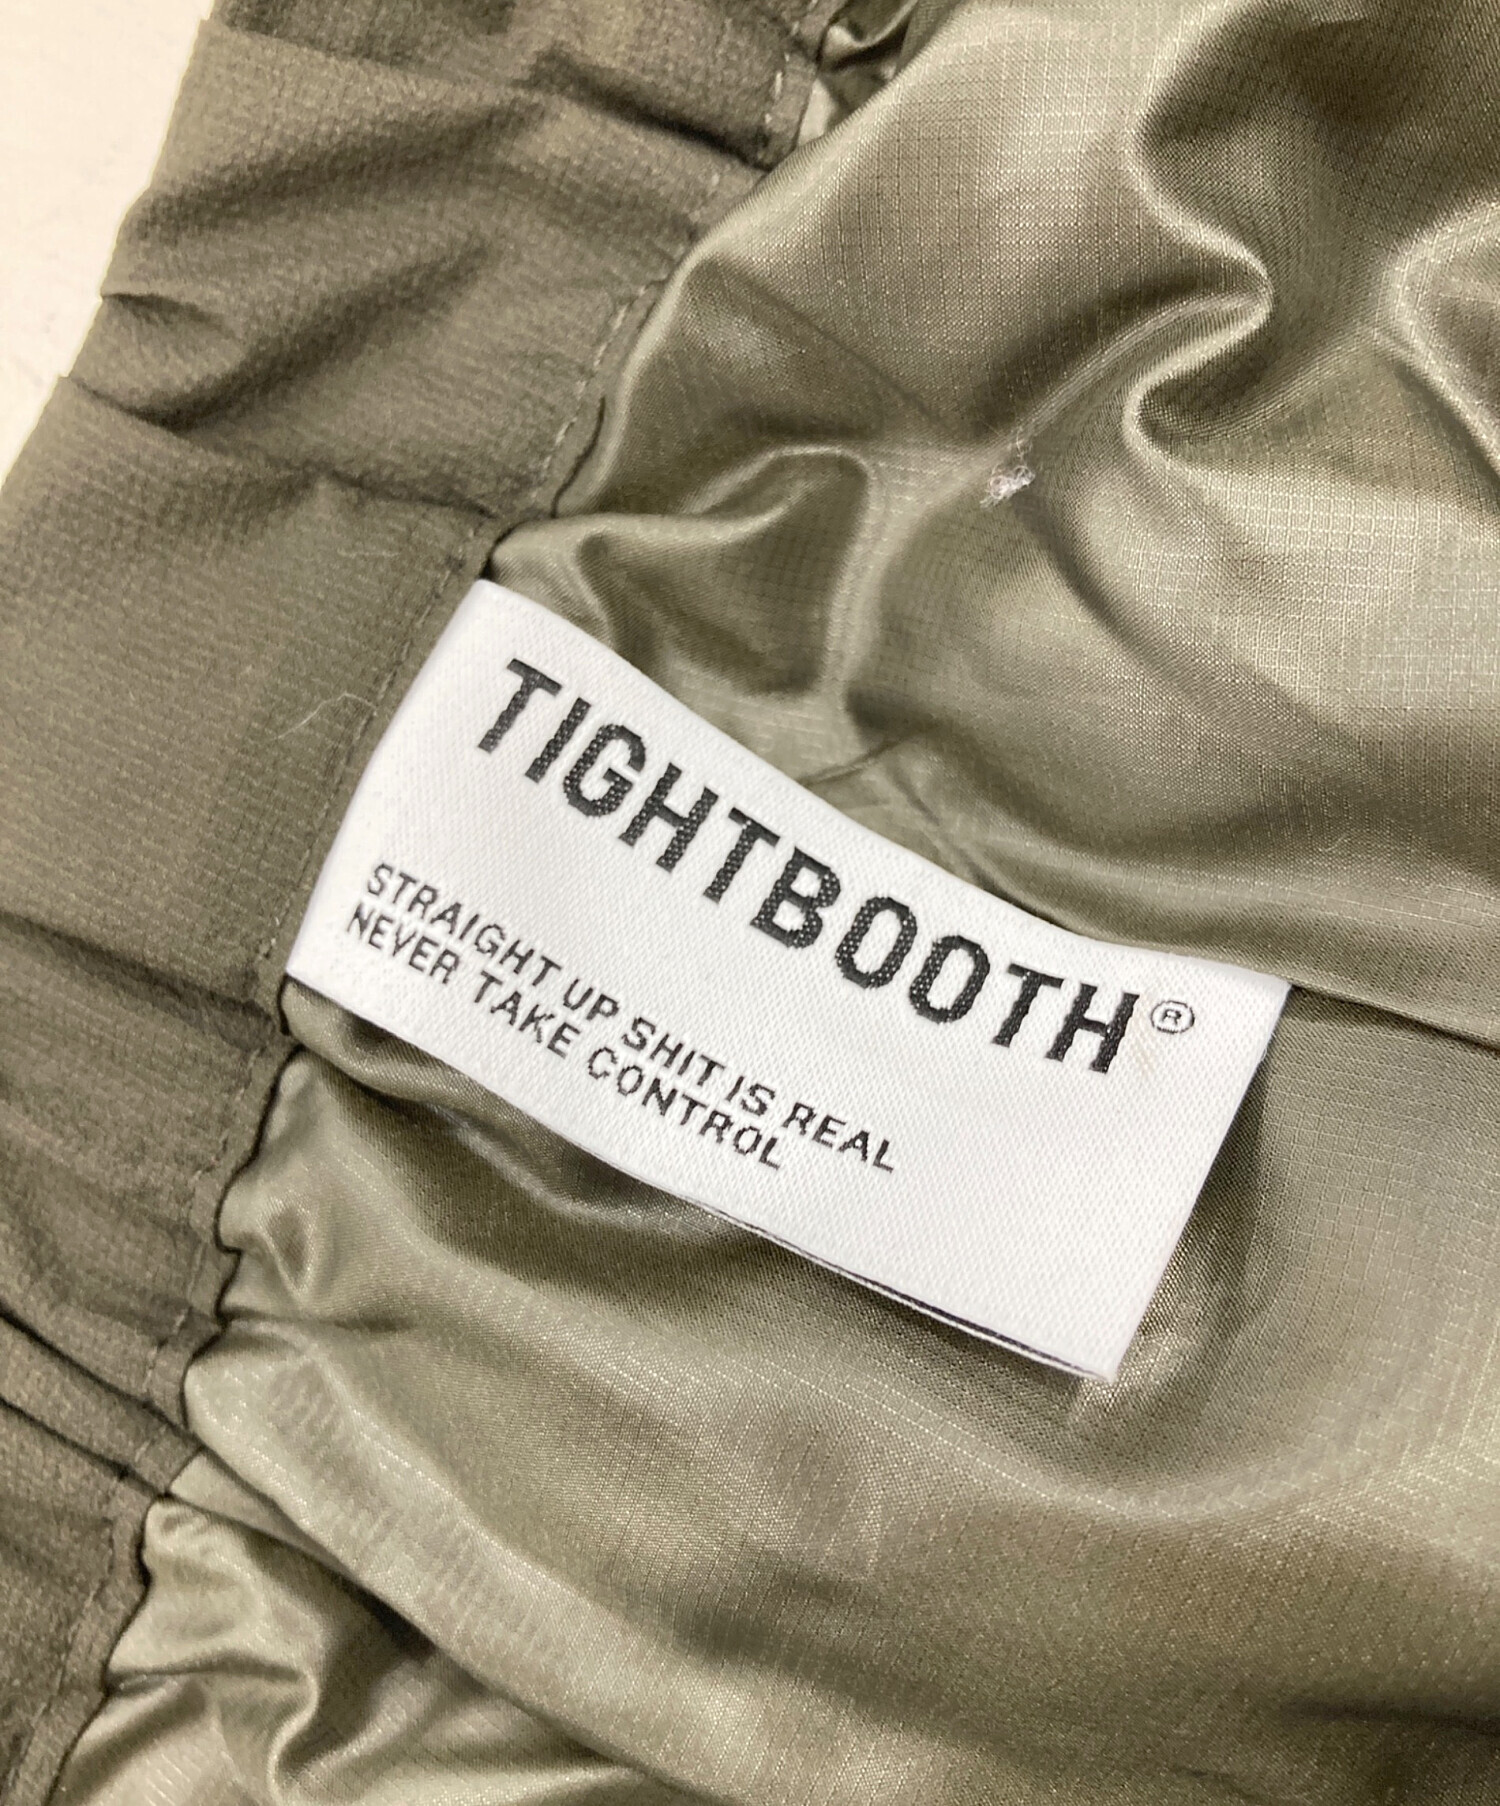 TIGHTBOOTH®
STRAIGHT UP SHIT IS REAL
NEVER TAKE CONTROL